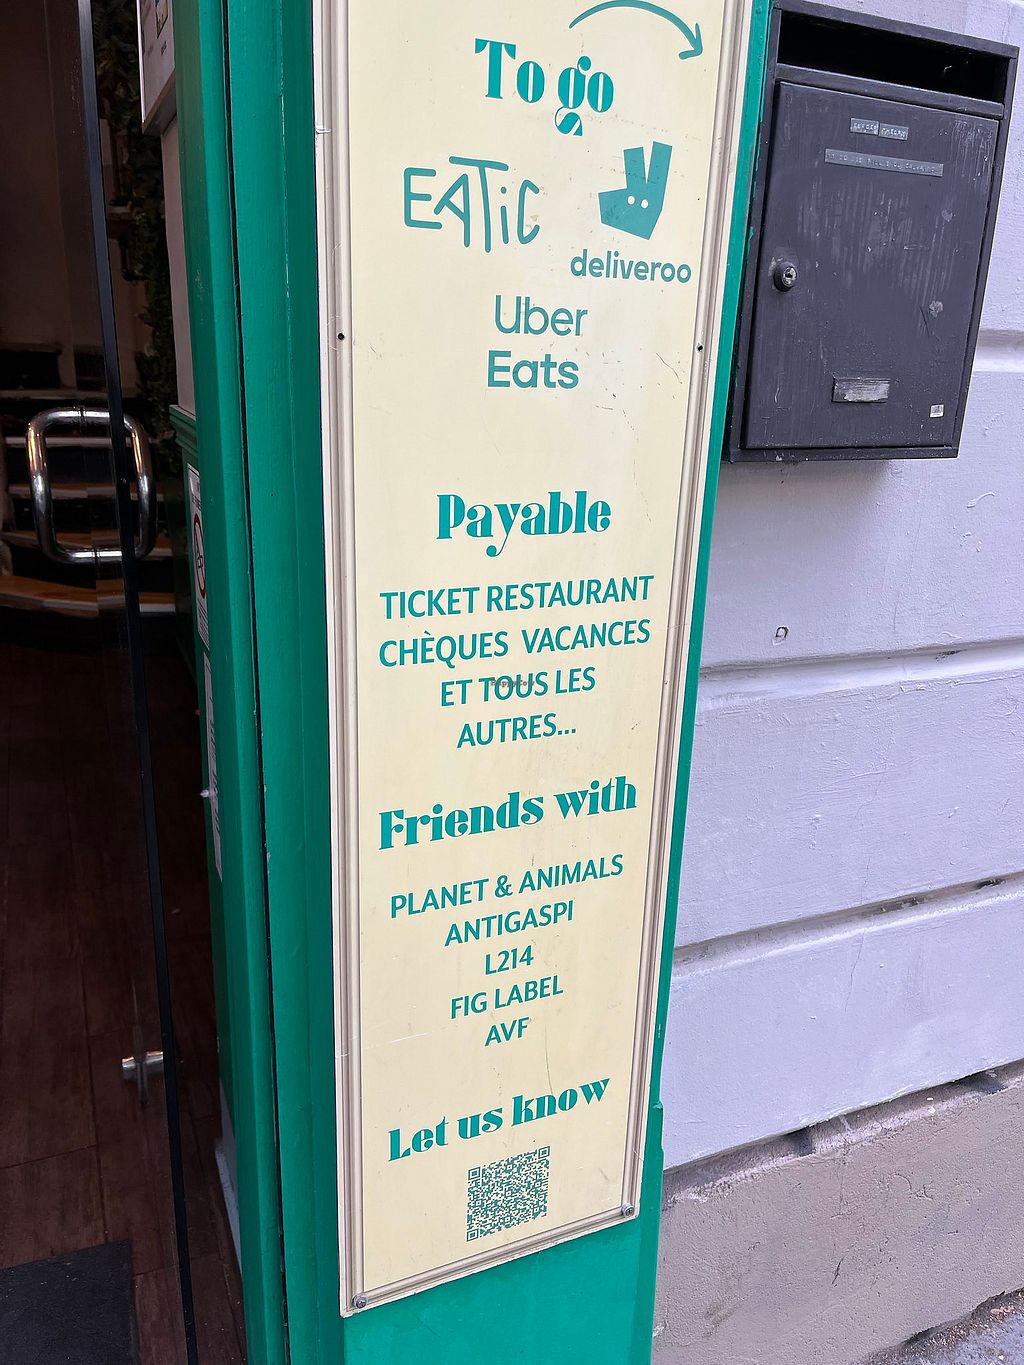 To go
EATIC
deliveroo
Uber
Eats
Payable
TICKET RESTAURANT
CHÈQUES VACANCES
ET TOUS LES
AUTRES...
Friends with
PLANET & ANIMALS
ANTIGASPI
L214
FIG LABEL
AVF
Let us know